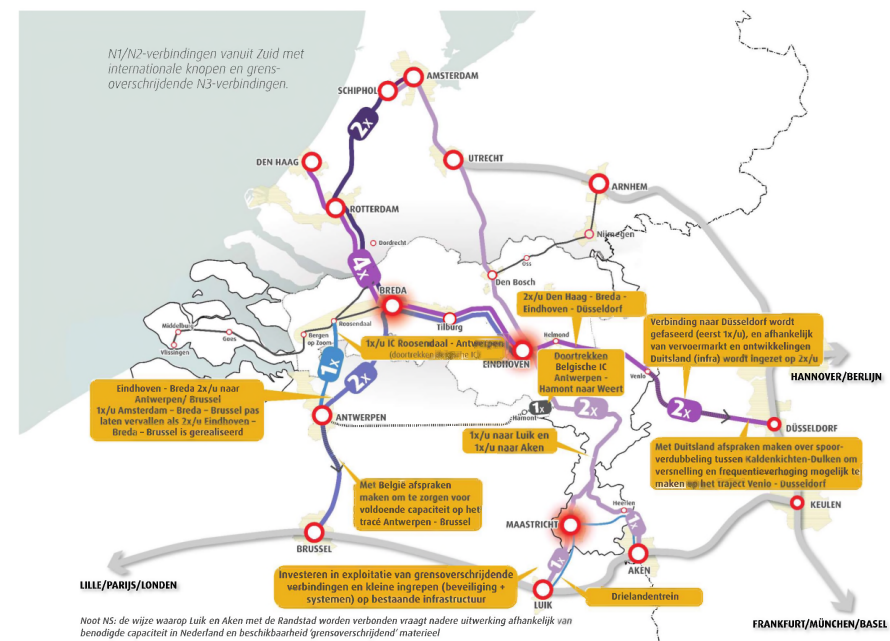 N1/N2-verbindingen vanuit Zuid met
internationale knopen en grens-
overschrijdende N3-verbindingen.
AMSTERDAM
SCHIPHOL
2x
DEN HAAG
UTRECHT
ARNHEM
ROTTERDAM
Nijmegen
Dordrecht
Oss
4x
Den Bosch
BREDA
2x/u Den Haag - Breda -
Eindhoven - Düsseldorf
Middelburg
Vlissingen
Goes
Bergen
op Zoom
Roosendaal
Tilburg
1x/u IC Roosendaal - Antwerpen
(doortrekken Belgische IC)
EINDHOVEN
Helmond
Verbinding naar Düsseldorf wordt
gefaseerd (eerst 1x/u), en afhankelijk
van vervoermarkt en ontwikkelingen
Duitsland (infra) wordt ingezet op 2x/u
HANNOVER/BERLIJN
Doortrekken
Belgische IC
Antwerpen -
Hamont naar Weert
Venlo
1x
2x
Eindhoven - Breda 2x/u naar
Antwerpen/ Brussel
1x/u Amsterdam - Breda - Brussel pas
laten vervallen als 2x/u Eindhoven -
Breda - Brussel is gerealiseerd
ANTWERPEN
Hamont
1x
2x
2x
DÜSSELDORF
1x/u naar Luik en
1x/u naar Aken
Met Duitsland afspraken maken over spoor-
verdubbeling tussen Kaldenkichten-Dulken om
versnelling en frequentieverhoging mogelijk te
maken op het traject Venlo - Dusseldorf
Met België afspraken
maken om te zorgen voor
voldoende capaciteit op het
tracé Antwerpen - Brussel
Heerlen
1x
KEULEN
MAASTRICHT
BRUSSEL
1x
AKEN
LILLE/PARIJS/LONDEN
Investeren in exploitatie van grensoverschrijdende
verbindingen en kleine ingrepen (beveiliging +
systemen) op bestaande infrastructuur
LUIK
Drielandentrein
Noot NS: de wijze waarop Luik en Aken met de Randstad worden verbonden vraagt nadere uitwerking afhankelijk van
benodigde capaciteit in Nederland en beschikbaarheid 'grensoverschrijdend' materieel
FRANKFURT/MÜNCHEN/BASEL